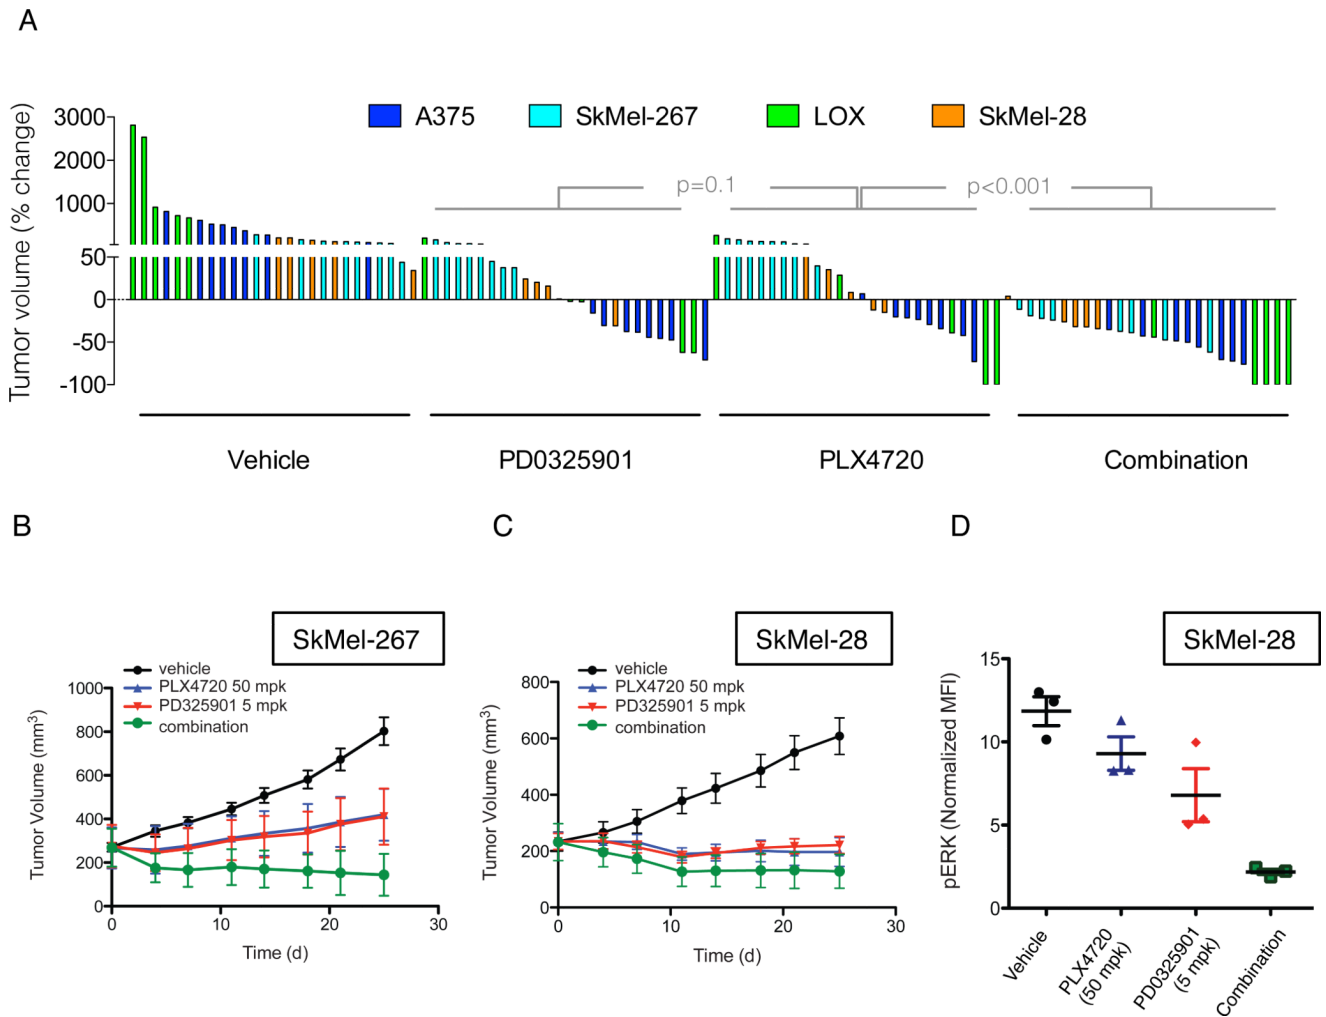 A
Tumor volume (% change)
3000
2000
1000
50
0
-50
-100
A375
SkMel-267
LOX
SkMel-28
p=0.1
p<0.001
Vehicle
PD0325901
PLX4720
Combination
B
SkMel-267
vehicle
PLX4720 50 mpk
PD325901 5 mpk
combination
Tumor Volume (mm³)
1000
800
600
400
200
0
0
10
20
30
Time (d)
C
SkMel-28
vehicle
PLX4720 50 mpk
PD325901 5 mpk
combination
Tumor Volume (mm³)
800
600
400
200
0
0
10
20
30
Time (d)
D
SkMel-28
pERK (Normalized MFI)
15
10
5
0
Vehicle
PLX4720
(50 mpk)
PD0325901
(5 mpk)
Combination